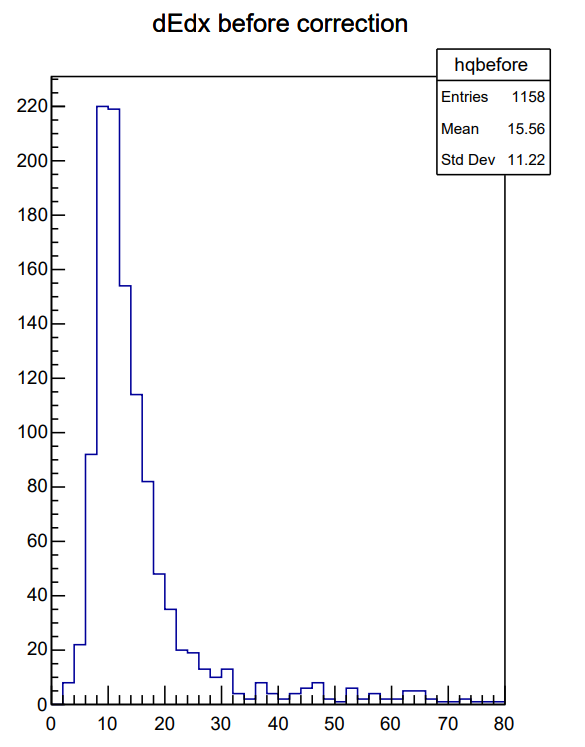 dEdx before correction
hqbefore
Entries 1158
Mean 15.56
Std Dev 11.22
220
200
180
160
140
120
100
80
60
40
20
0
0 10 20 30 40 50 60 70 80